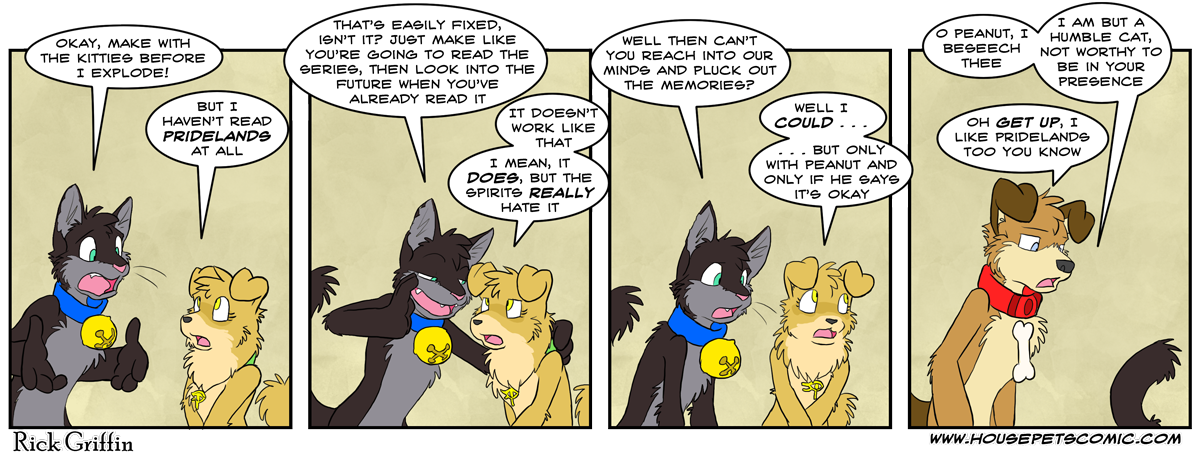 OKAY, MAKE WITH
THE KITTIES BEFORE
I EXPLODE!
BUT I
HAVEN'T READ
PRIDELANDS
AT ALL
THAT'S EASILY FIXED,
ISN'T IT? JUST MAKE LIKE
YOU'RE GOING TO READ THE
SERIES, THEN LOOK INTO THE
FUTURE WHEN YOU'VE
ALREADY READ IT
IT DOESN'T
WORK LIKE
THAT
I MEAN, IT
DOES, BUT THE
SPIRITS REALLY
HATE IT
WELL THEN CAN'T
YOU REACH INTO OUR
MINDS AND PLUCK OUT
THE MEMORIES?
WELL I
COULD . . .
. . . BUT ONLY
WITH PEANUT AND
ONLY IF HE SAYS
IT'S OKAY
O PEANUT, I
BESEECH
THEE
I AM BUT A
HUMBLE CAT,
NOT WORTHY TO
BE IN YOUR
PRESENCE
OH GET UP, I
LIKE PRIDELANDS
TOO YOU KNOW
Rick Griffin
WWW.HOUSEPETSCOMIC.COM